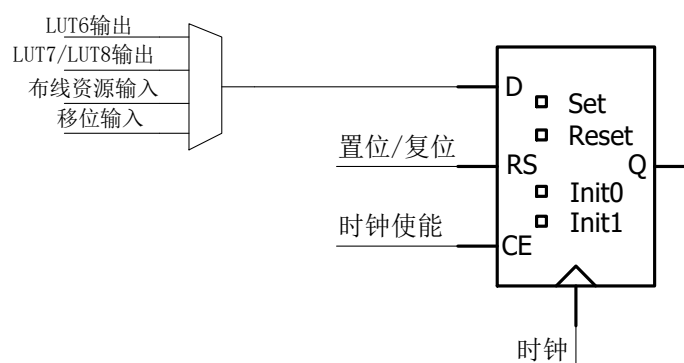 LUT6输出
LUT7/LUT8输出
布线资源输入
移位输入
D
Set
Reset
置位/复位
RS
Q
Init0
Init1
时钟使能
CE
时钟